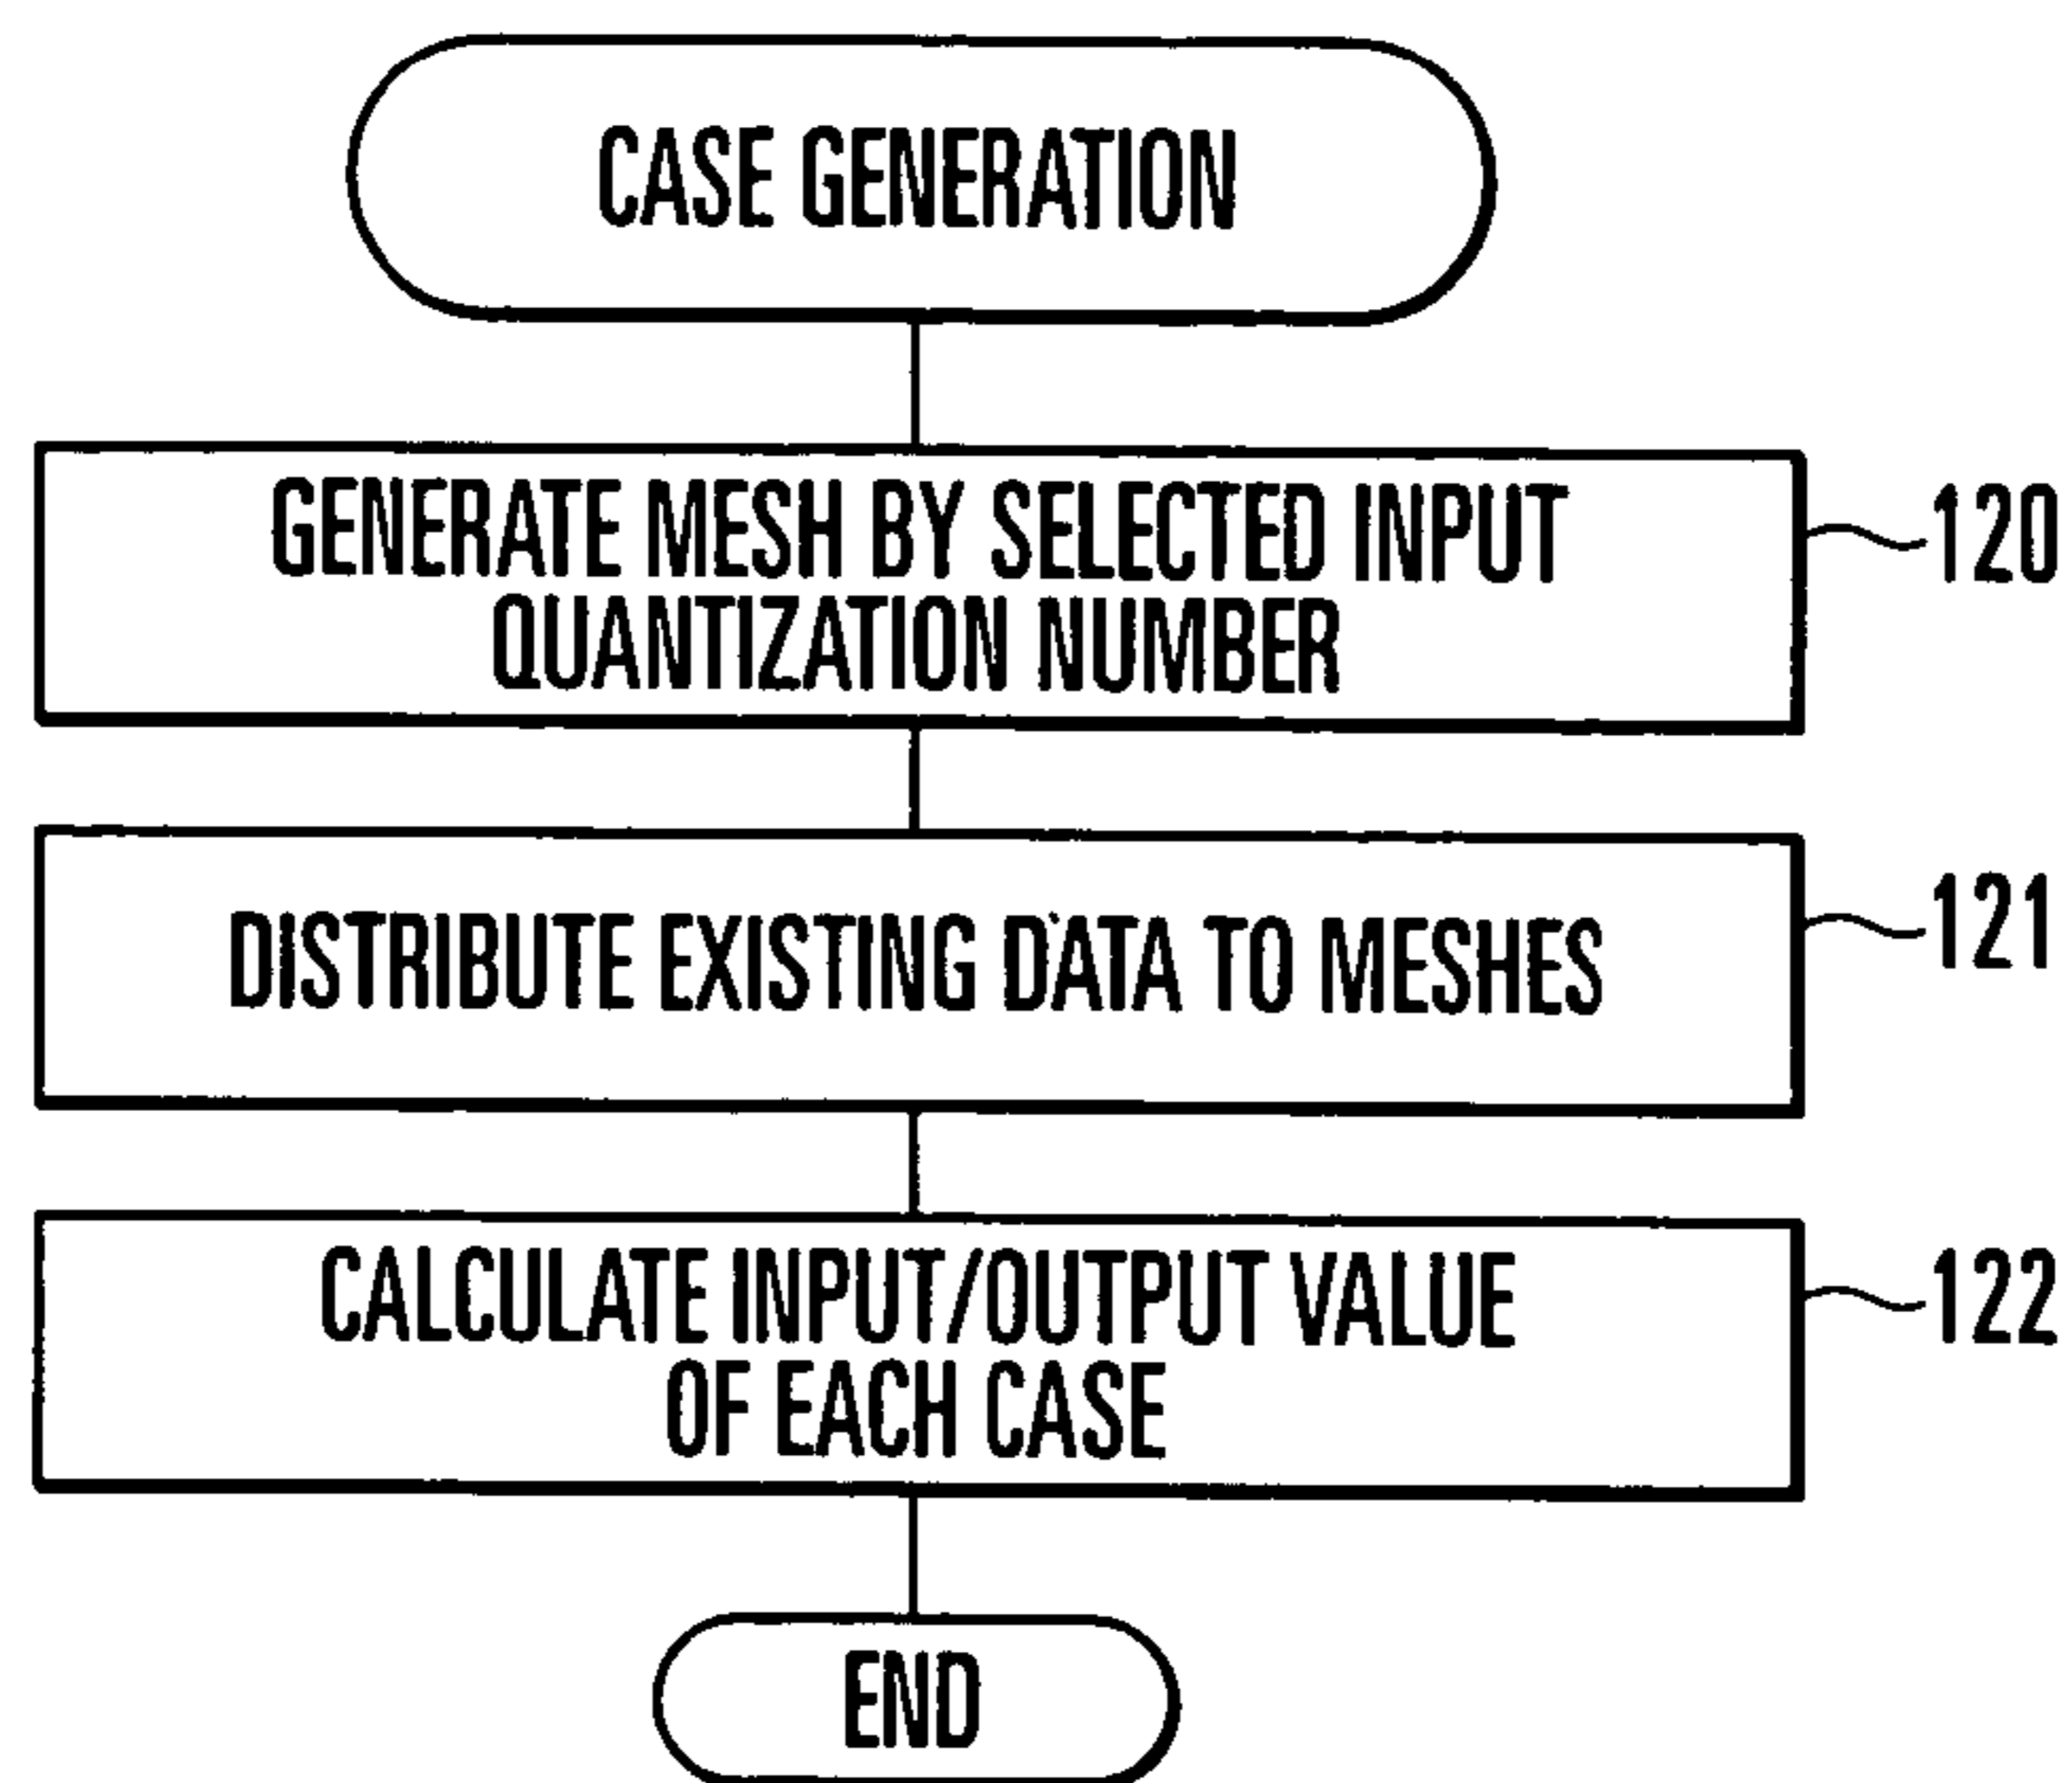 CASE GENERATION
GENERATE MESH BY SELECTED INPUT
QUANTIZATION NUMBER
120
DISTRIBUTE EXISTING DATA TO MESHES
121
CALCULATE INPUT/OUTPUT VALUE
OF EACH CASE
122
END